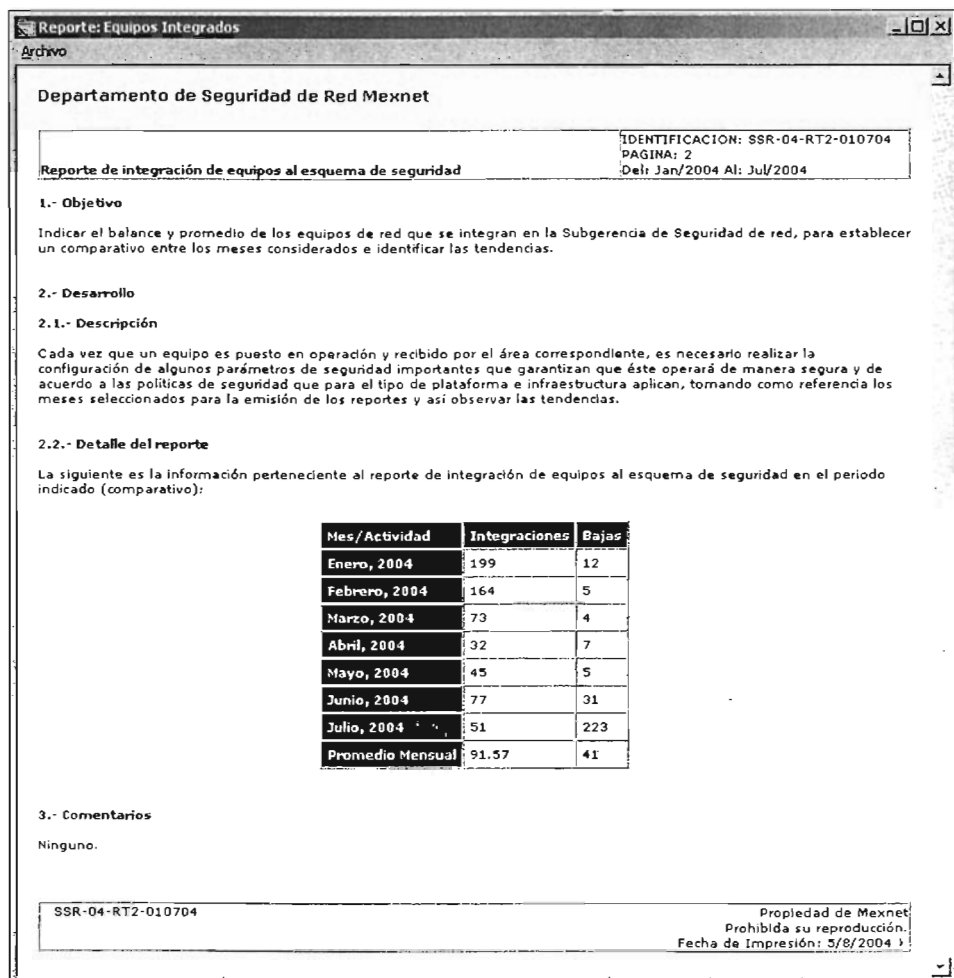 Reporte: Equipos Integrados
Archivo
Departamento de Seguridad de Red Mexnet
IDENTIFICACION: SSR-04-RT2-010704
PAGINA: 2
Reporte de integración de equipos al esquema de seguridad
Del: Jan/2004 Al: Jul/2004
1.- Objetivo
Indicar el balance y promedio de los equipos de red que se integran en la Subgerencia de Seguridad de red, para establecer
un comparativo entre los meses considerados e identificar las tendencias.
2.- Desarrollo
2.1.- Descripción
Cada vez que un equipo es puesto en operación y recibido por el área correspondiente, es necesario realizar la
configuración de algunos parámetros de seguridad importantes que garantizan que éste operará de manera segura y de
acuerdo a las políticas de seguridad que para el tipo de plataforma e infraestructura aplican, tomando como referencia los
meses seleccionados para la emisión de los reportes y así observar las tendencias.
2.2.- Detalle del reporte
La siguiente es la información perteneciente al reporte de integración de equipos al esquema de seguridad en el periodo
indicado (comparativo):
Mes/Actividad Integraciones Bajas
Enero, 2004 199 12
Febrero, 2004 164 5
Marzo, 2004 73 4
Abril, 2004 32 7
Mayo, 2004 45 5
Junio, 2004 77 31
Julio, 2004 51 223
Promedio Mensual 91.57 41
3.- Comentarios
Ninguno.
SSR-04-RT2-010704 Propiedad de Mexnet
Prohibida su reproducción.
Fecha de Impresión: 5/8/2004